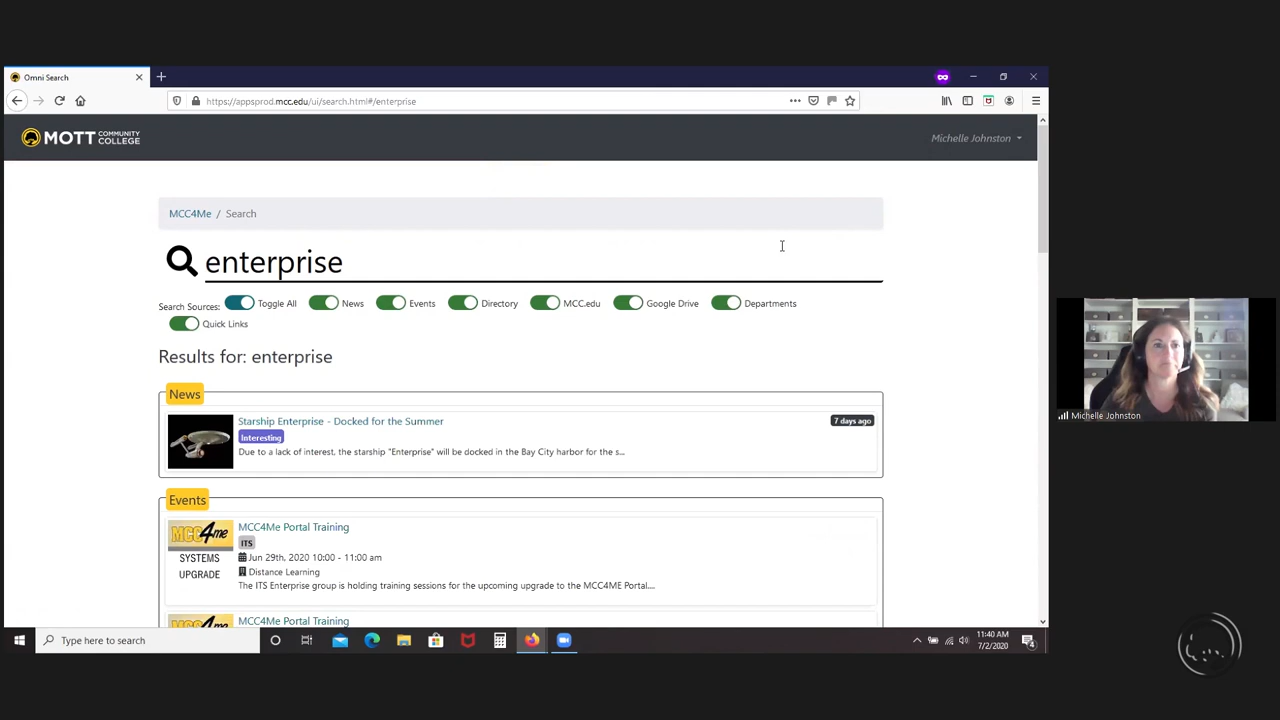 Omni Search
https://appsprod.mcc.edu/ui/search.html#/enterprise
MOTT COMMUNITY COLLEGE
Michelle Johnston
MCC4Me / Search
enterprise
Search Sources: Toggle All News Events Directory MCC.edu Google Drive Departments
Quick Links
Results for: enterprise
News
Starship Enterprise - Docked for the Summer
7 days ago
Interesting
Due to a lack of interest, the starship "Enterprise" will be docked in the Bay City harbor for the s...
Events
MCC4me
SYSTEMS
UPGRADE
MCC4Me Portal Training
ITS
Jun 29th, 2020 10:00 - 11:00 am
Distance Learning
The ITS Enterprise group is holding training sessions for the upcoming upgrade to the MCC4ME Portal....
MCC4Me Portal Training
Michelle Johnston
Type here to search
11:40 AM
7/2/2020
4